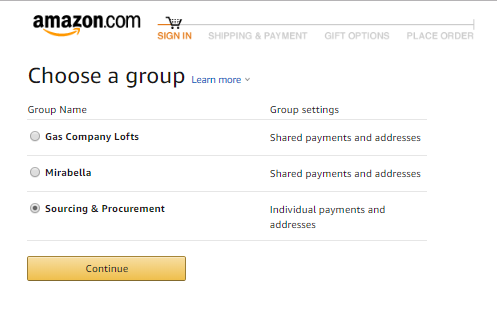 amazon.com
SIGN IN SHIPPING & PAYMENT GIFT OPTIONS PLACE ORDER
Choose a group Learn more
Group Name Group settings
Gas Company Lofts Shared payments and addresses
Mirabella Shared payments and addresses
Sourcing & Procurement Individual payments and
addresses
Continue